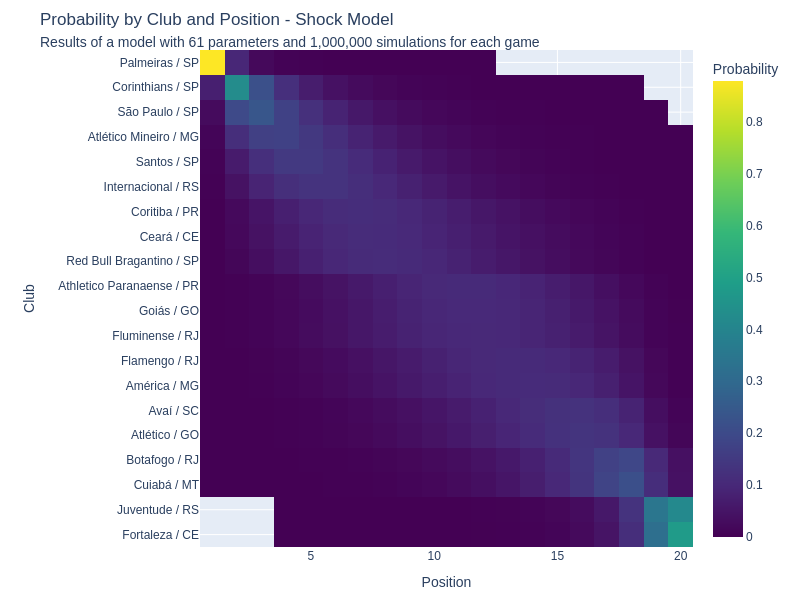 Probability by Club and Position - Shock Model
Results of a model with 61 parameters and 1,000,000 simulations for each game
Probability
Palmeiras / SP
Corinthians / SP
São Paulo / SP
Atlético Mineiro / MG
Santos / SP
Internacional / RS
Coritiba / PR
Ceará / CE
Red Bull Bragantino / SP
Athletico Paranaense / PR
Goiás / GO
Fluminense / RJ
Flamengo / RJ
América / MG
Avaí / SC
Atlético / GO
Botafogo / RJ
Cuiabá / MT
Juventude / RS
Fortaleza / CE
Club
5
10
15
20
Position
0.8
0.7
0.6
0.5
0.4
0.3
0.2
0.1
0